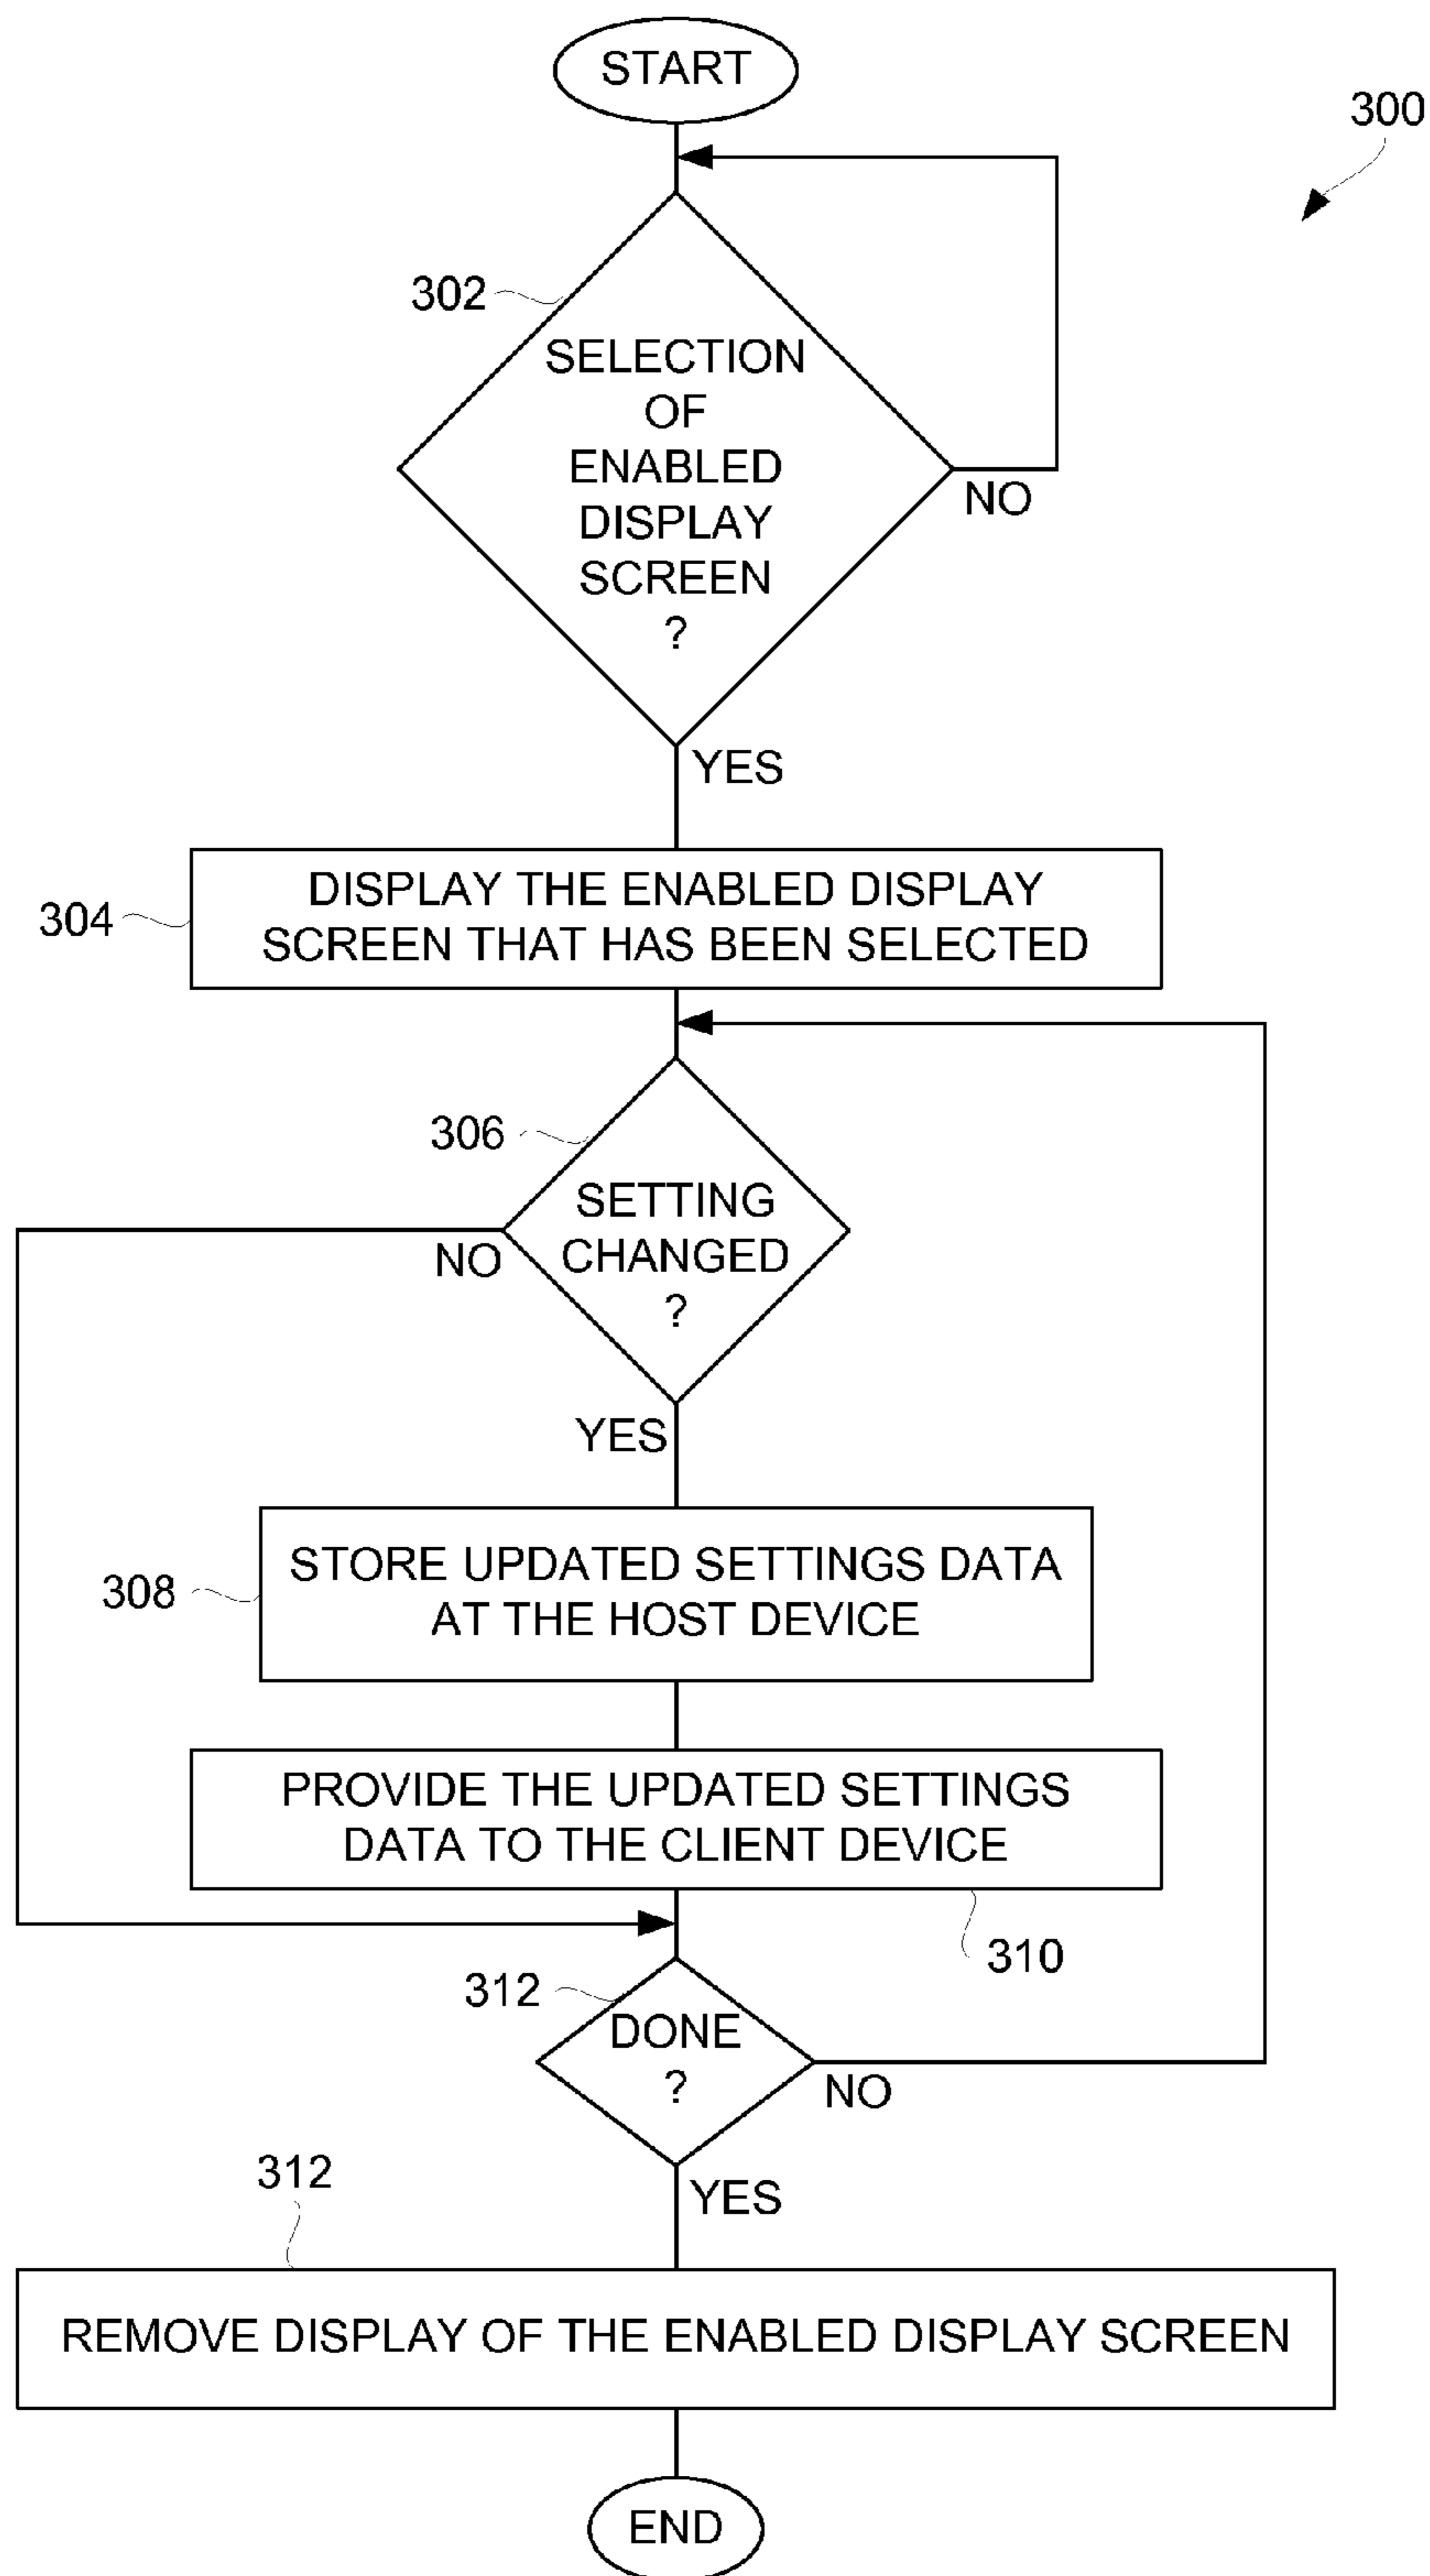 START
300
302
SELECTION
OF
ENABLED
DISPLAY
SCREEN
?
NO
YES
304
DISPLAY THE ENABLED DISPLAY
SCREEN THAT HAS BEEN SELECTED
306
SETTING
CHANGED
?
NO
YES
308
STORE UPDATED SETTINGS DATA
AT THE HOST DEVICE
PROVIDE THE UPDATED SETTINGS
DATA TO THE CLIENT DEVICE
310
312
DONE
?
NO
YES
312
REMOVE DISPLAY OF THE ENABLED DISPLAY SCREEN
END